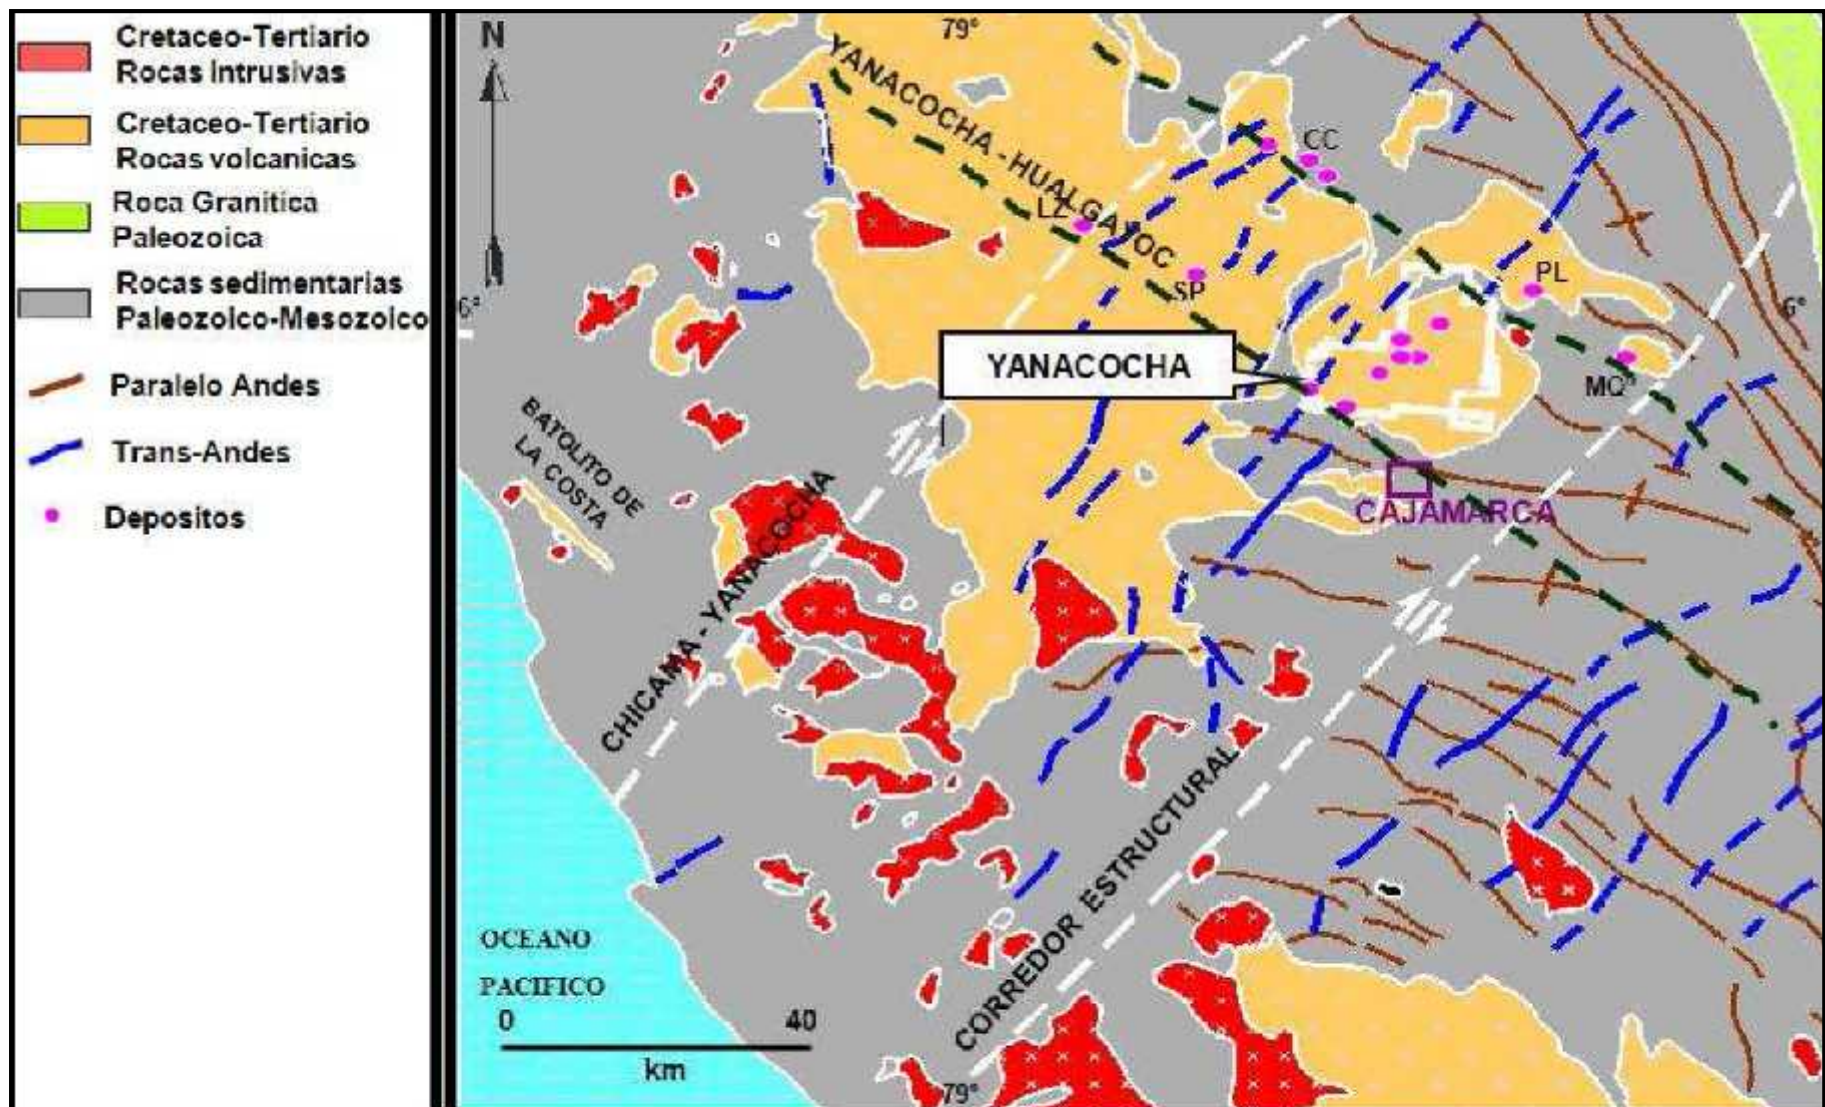 Cretaceo-Tertiario
Rocas Intrusivas
Cretaceo-Tertiario
Rocas volcanicas
Roca Granitica
Paleozoica
Rocas sedimentarias
Paleozoico-Mesozoico
Paralelo Andes
Trans-Andes
Depositos
N
79°
YANACOCHA - HUALGAYOC
CC
LZ
SP
PL
6°
6°
YANACOCHA
MQ
BATOLITO DE
LA COSTA
CAJAMARCA
CHICAMA - YANACOCHA
CORREDOR ESTRUCTURAL
OCEANO
PACIFICO
0 40
km
79°